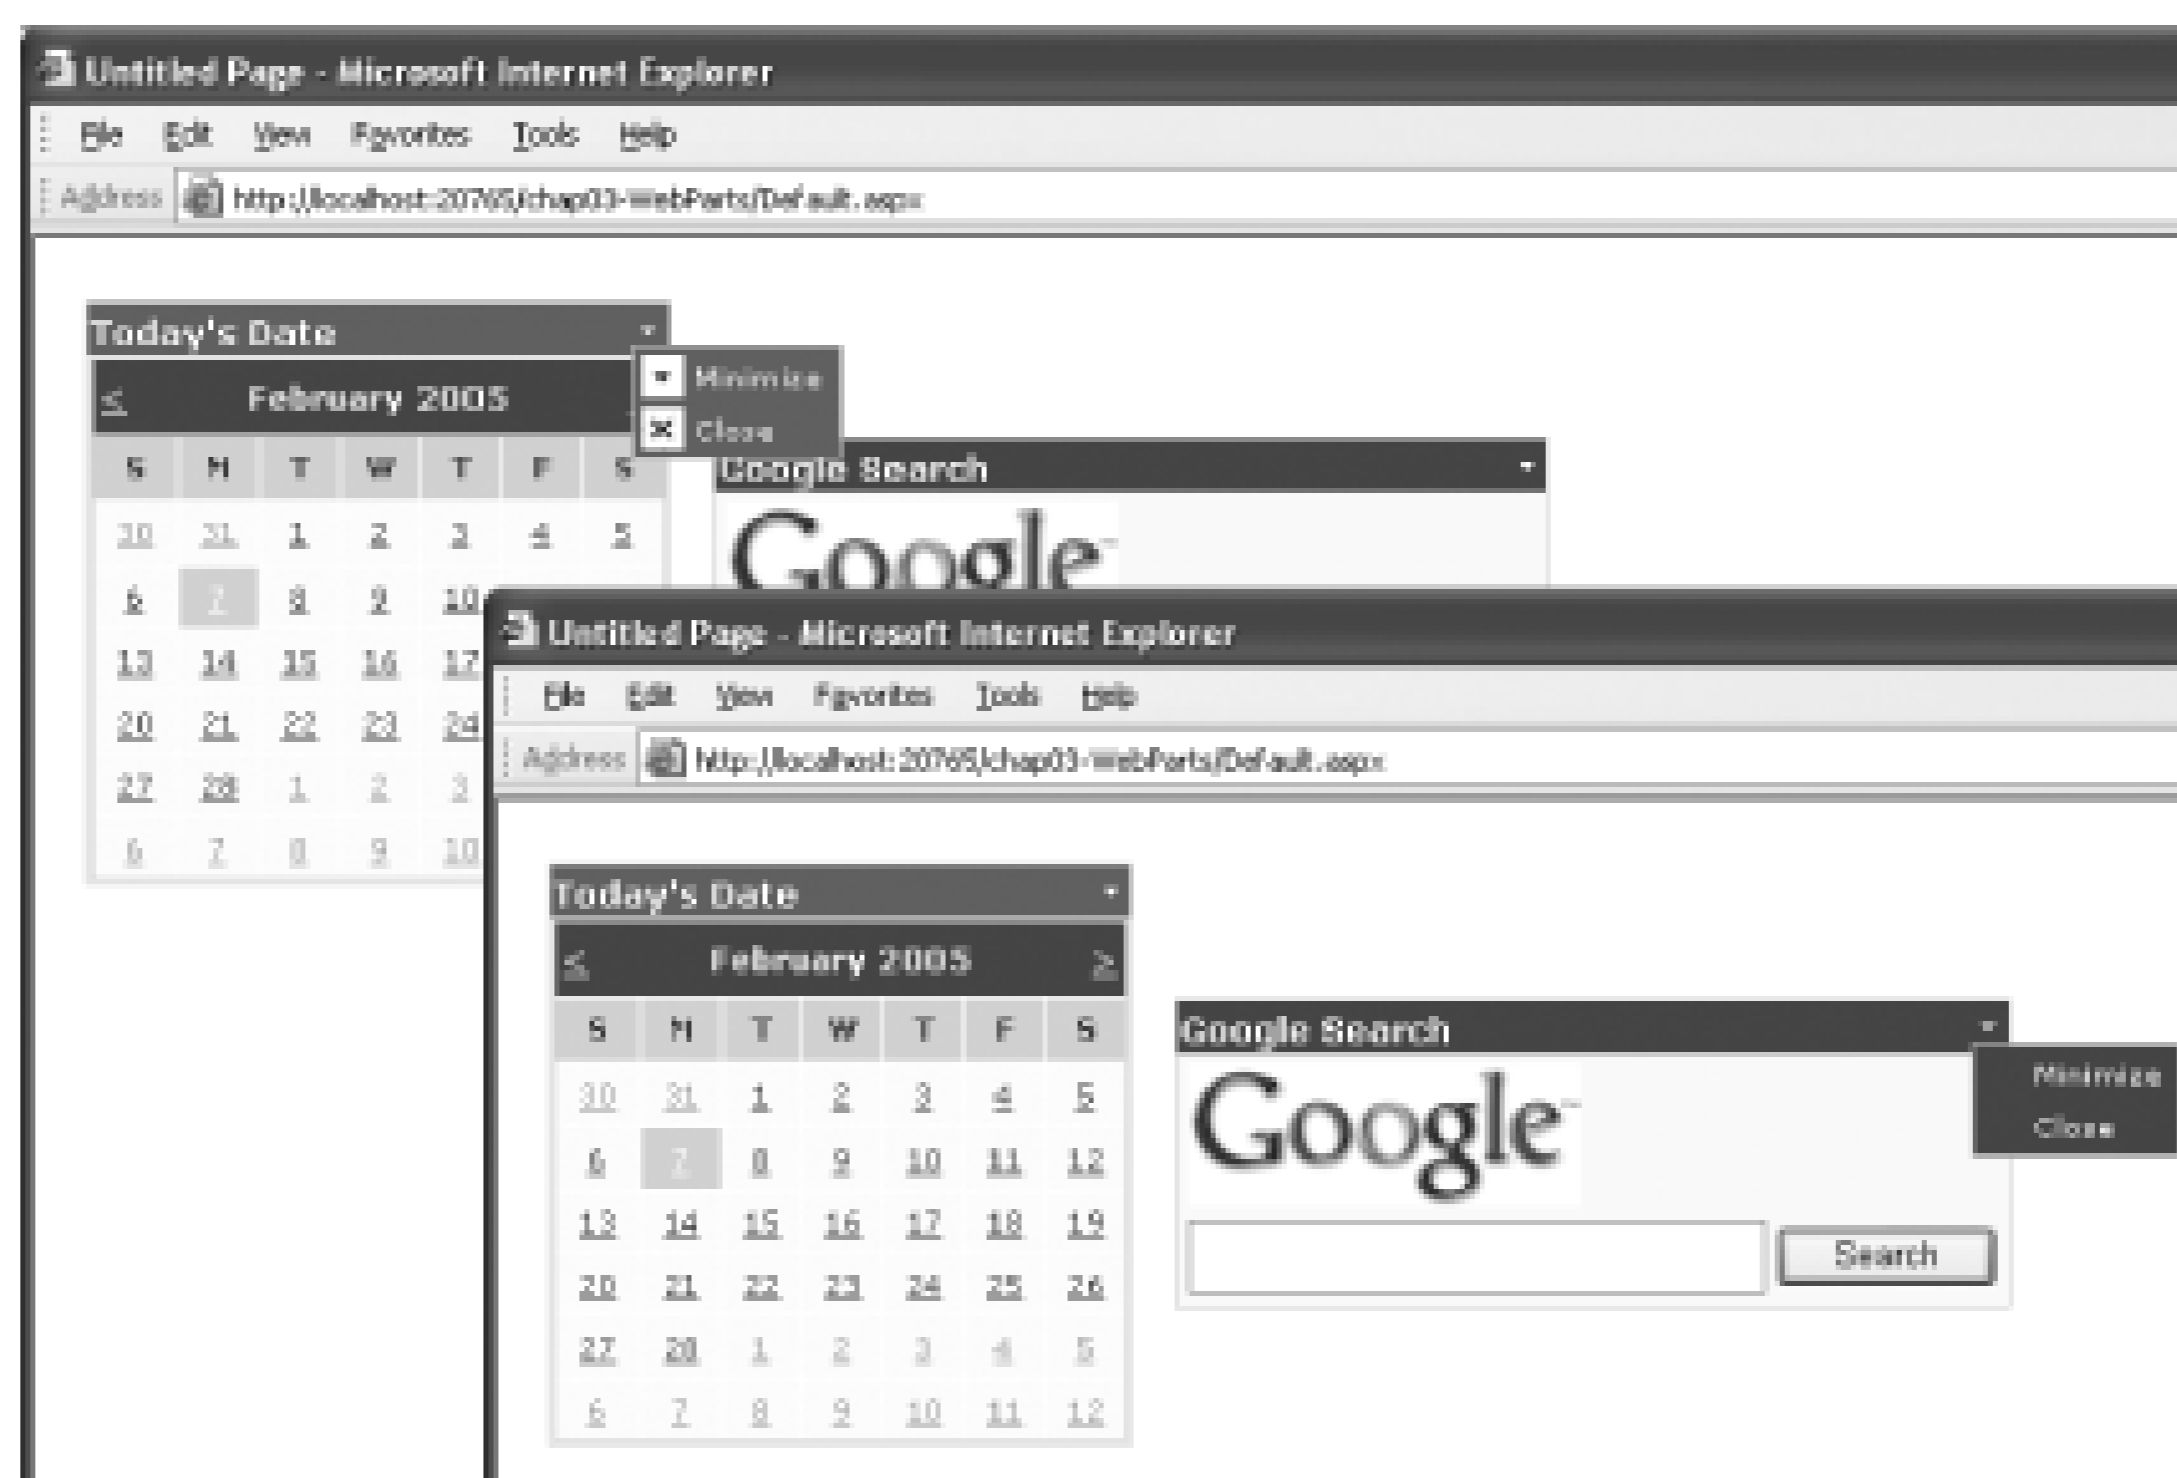 Untitled Page - Microsoft Internet Explorer
File Edit View Favorites Tools Help
Address http://localhost:20765/chap03-WebParts/Default.aspx
Today's Date
Minimize
Close
< February 2005
S M T W T F S
30 31 1 2 3 4 5
6 7 8 9 10
13 14 15 16 17
20 21 22 23 24
27 28 1 2 3
6 7 8 9 10
Google Search
Google
Untitled Page - Microsoft Internet Explorer
File Edit View Favorites Tools Help
Address http://localhost:20765/chap03-WebParts/Default.aspx
Today's Date
< February 2005 >
S M T W T F S
30 31 1 2 3 4 5
6 7 8 9 10 11 12
13 14 15 16 17 18 19
20 21 22 23 24 25 26
27 28 1 2 3 4 5
6 7 8 9 10 11 12
Google Search
Minimize
Close
Google
Search